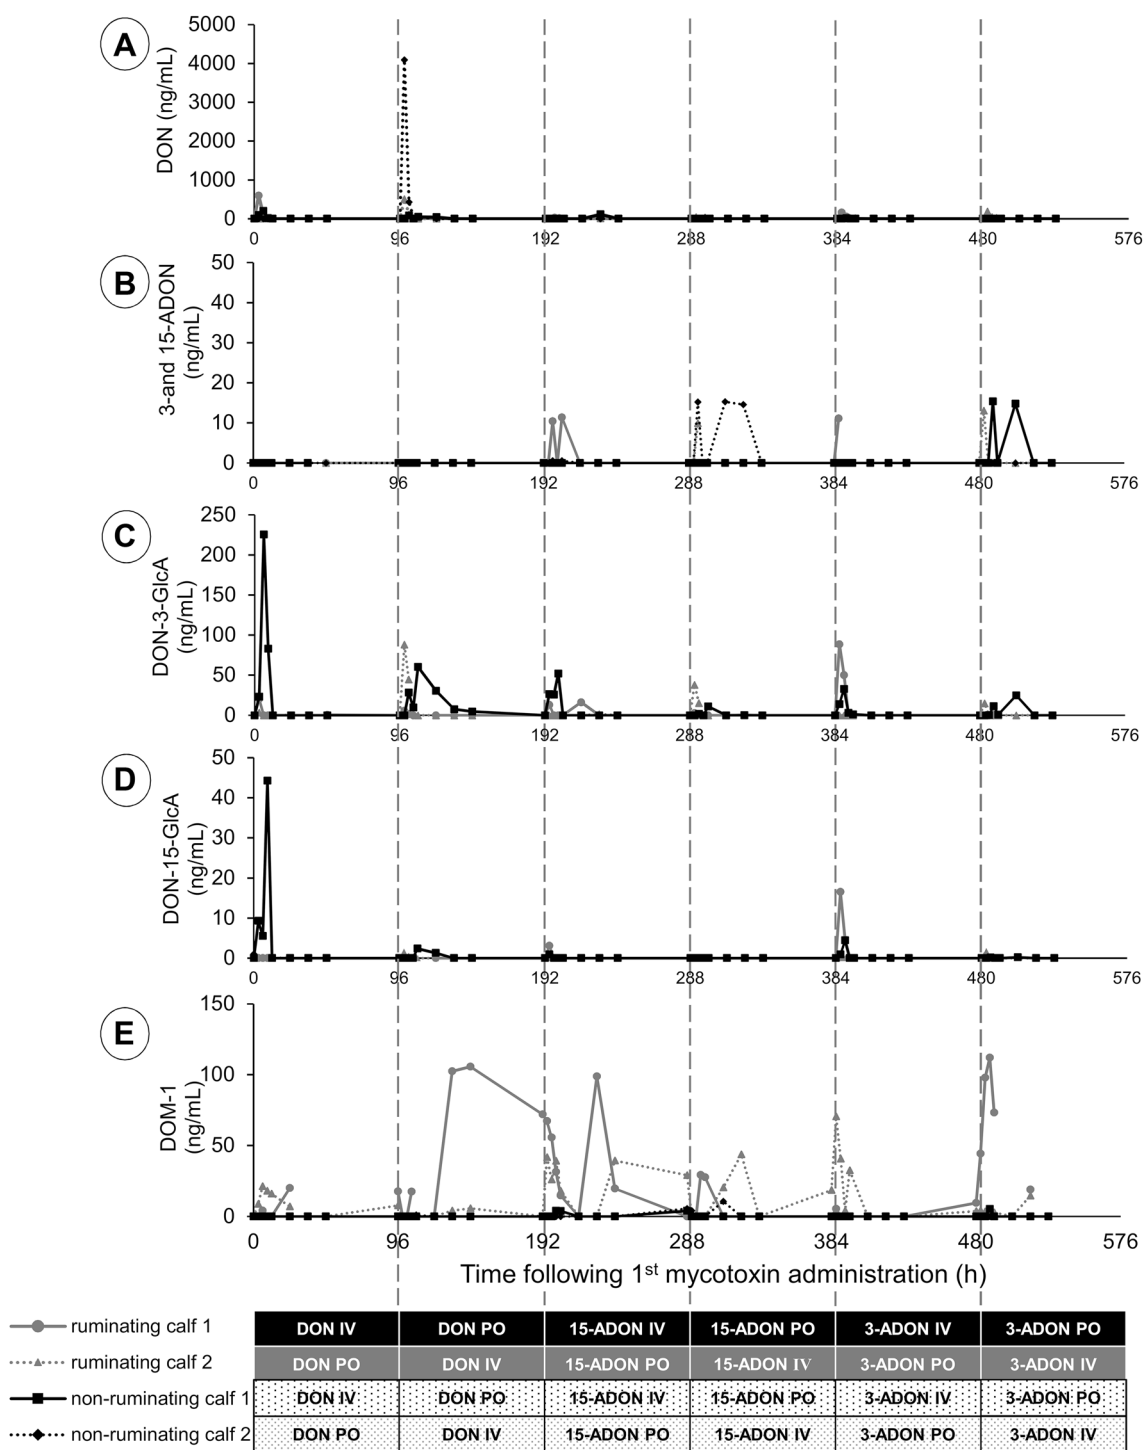 A
DON (ng/mL)
5000
4000
3000
2000
1000
0
0 96 192 288 384 480 576
B
3-and 15-ADON
(ng/mL)
50
40
30
20
10
0
0 96 192 288 384 480 576
C
DON-3-GlcA
(ng/mL)
250
200
150
100
50
0
0 96 192 288 384 480 576
D
DON-15-GlcA
(ng/mL)
50
40
30
20
10
0
0 96 192 288 384 480 576
E
DOM-1
(ng/mL)
150
100
50
0
0 96 192 288 384 480 576
Time following 1st mycotoxin administration (h)
ruminating calf 1 DON IV DON PO 15-ADON IV 15-ADON PO 3-ADON IV 3-ADON PO
ruminating calf 2 DON PO DON IV 15-ADON PO 15-ADON IV 3-ADON PO 3-ADON IV
non-ruminating calf 1 DON IV DON PO 15-ADON IV 15-ADON PO 3-ADON IV 3-ADON PO
non-ruminating calf 2 DON PO DON IV 15-ADON PO 15-ADON IV 3-ADON PO 3-ADON IV